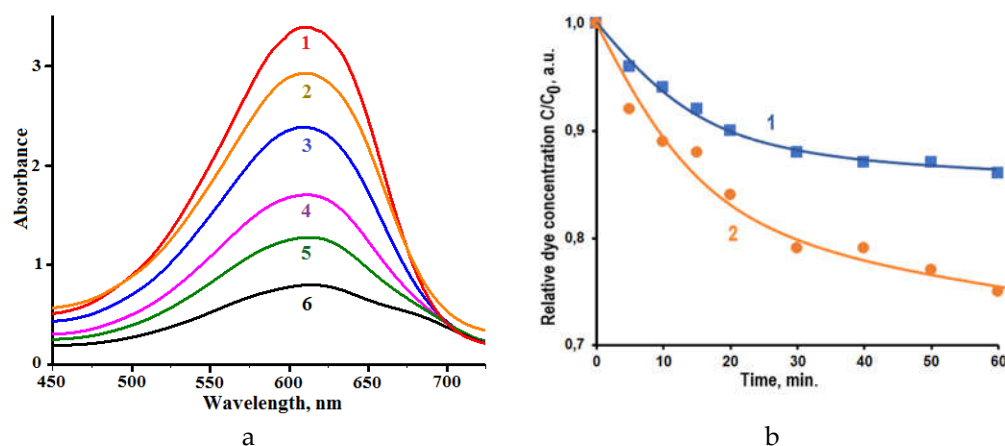 Absorbance
3
2
1
0
1
2
3
4
5
6
450 500 550 600 650 700
Wavelength, nm
a
Relative dye concentration C/C₀, a.u.
1,0
0,9
0,8
0,7
1
2
0 10 20 30 40 50 60
Time, min.
b